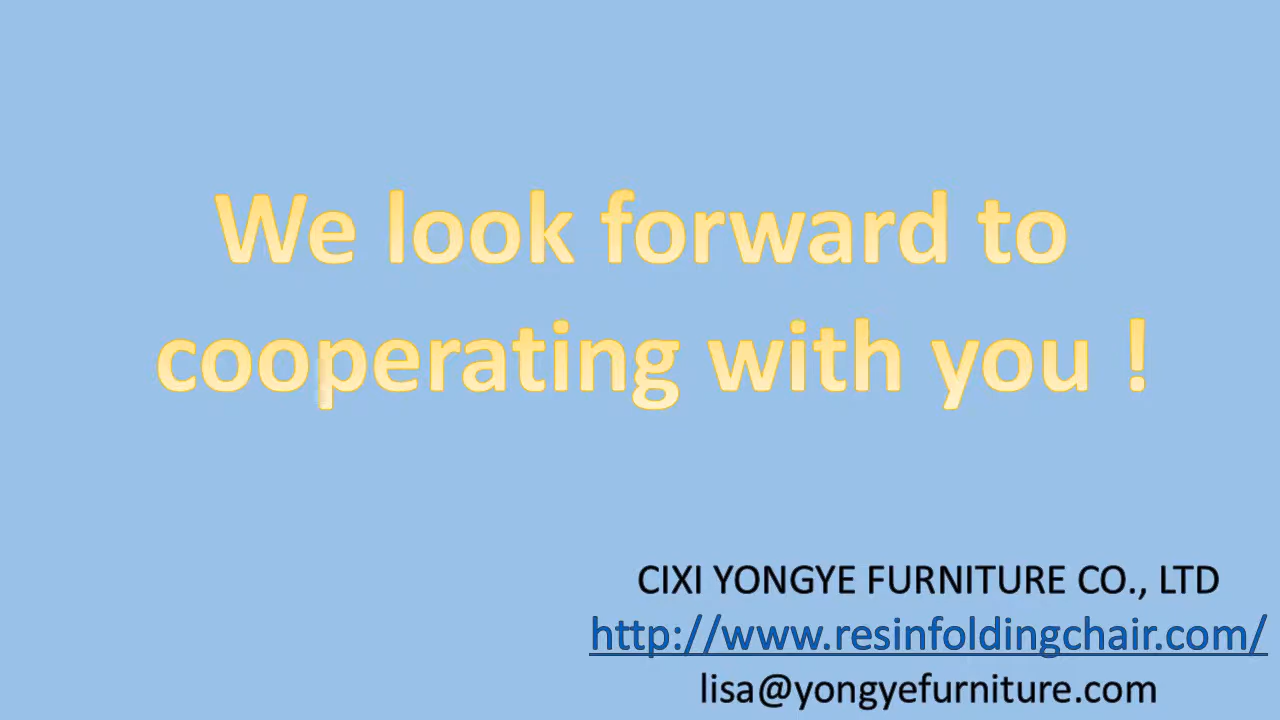 We look forward to
cooperating with you !
CIXI YONGYE FURNITURE CO., LTD
http://www.resinfoldingchair.com/
lisa@yongyefurniture.com